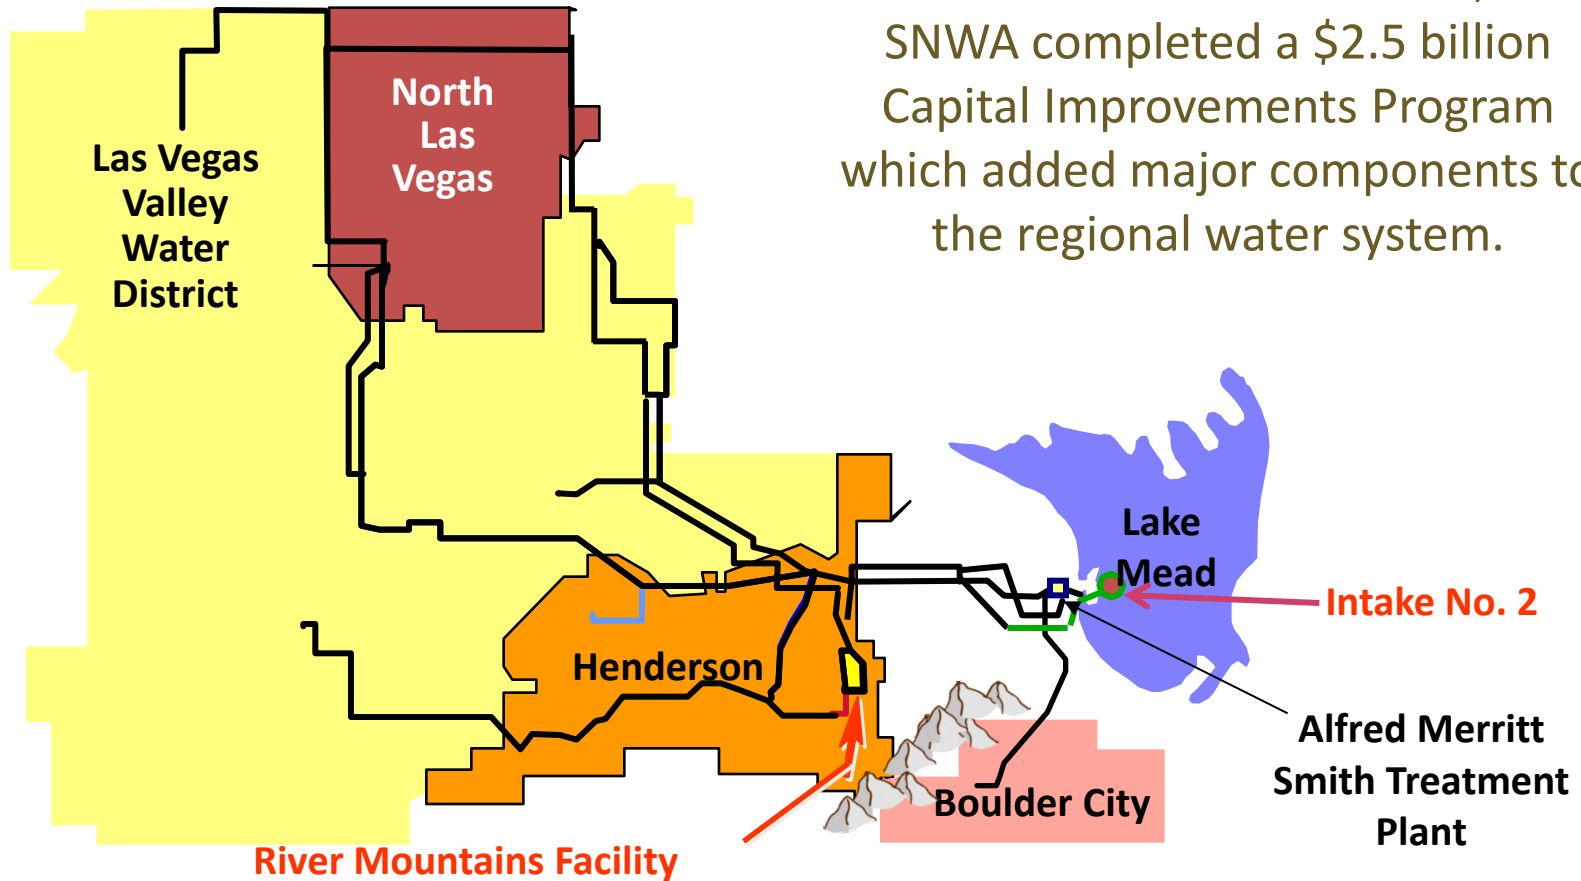 SNWA completed a $2.5 billion
Capital Improvements Program
which added major components to
the regional water system.
North
Las
Vegas
Las Vegas
Valley
Water
District
Lake
Mead
Intake No. 2
Henderson
Alfred Merritt
Smith Treatment
Plant
Boulder City
River Mountains Facility